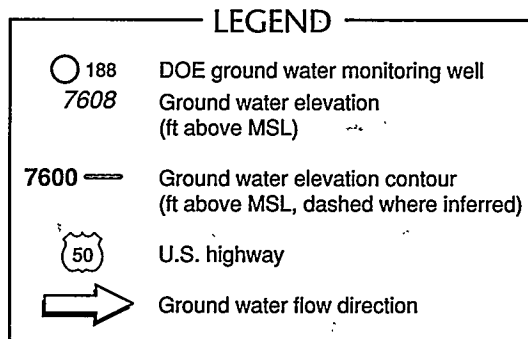 LEGEND
188 DOE ground water monitoring well
7608 Ground water elevation
(ft above MSL)
7600 Ground water elevation contour
(ft above MSL, dashed where inferred)
50 U.S. highway
Ground water flow direction